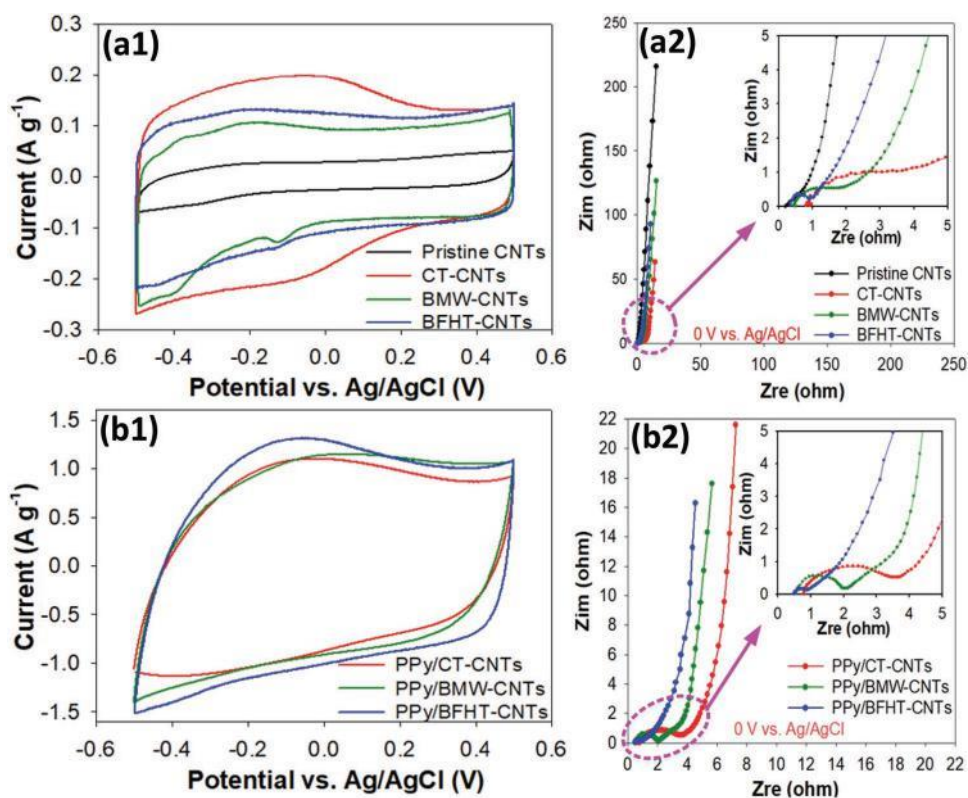 (a1)
0.3
0.2
0.1
0.0
-0.1
-0.2
-0.3
Current (A g⁻¹)
Pristine CNTs
CT-CNTs
BMW-CNTs
BFHT-CNTs
-0.6 -0.4 -0.2 0.0 0.2 0.4 0.6
Potential vs. Ag/AgCl (V)
(a2)
250
200
150
100
50
0
Zim (ohm)
5
4
3
2
1
0
Zim (ohm)
0 1 2 3 4 5
Zre (ohm)
Pristine CNTs
CT-CNTs
BMW-CNTs
BFHT-CNTs
0 V vs. Ag/AgCl
0 50 100 150 200 250
Zre (ohm)
(b1)
1.5
1.0
0.5
0.0
-0.5
-1.0
-1.5
Current (A g⁻¹)
PPy/CT-CNTs
PPy/BMW-CNTs
PPy/BFHT-CNTs
-0.6 -0.4 -0.2 0.0 0.2 0.4 0.6
Potential vs. Ag/AgCl (V)
(b2)
22
20
18
16
14
12
10
8
6
4
2
0
Zim (ohm)
5
4
3
2
1
0
Zim (ohm)
0 1 2 3 4 5
Zre (ohm)
PPy/CT-CNTs
PPy/BMW-CNTs
PPy/BFHT-CNTs
0 V vs. Ag/AgCl
0 2 4 6 8 10 12 14 16 18 20 22
Zre (ohm)